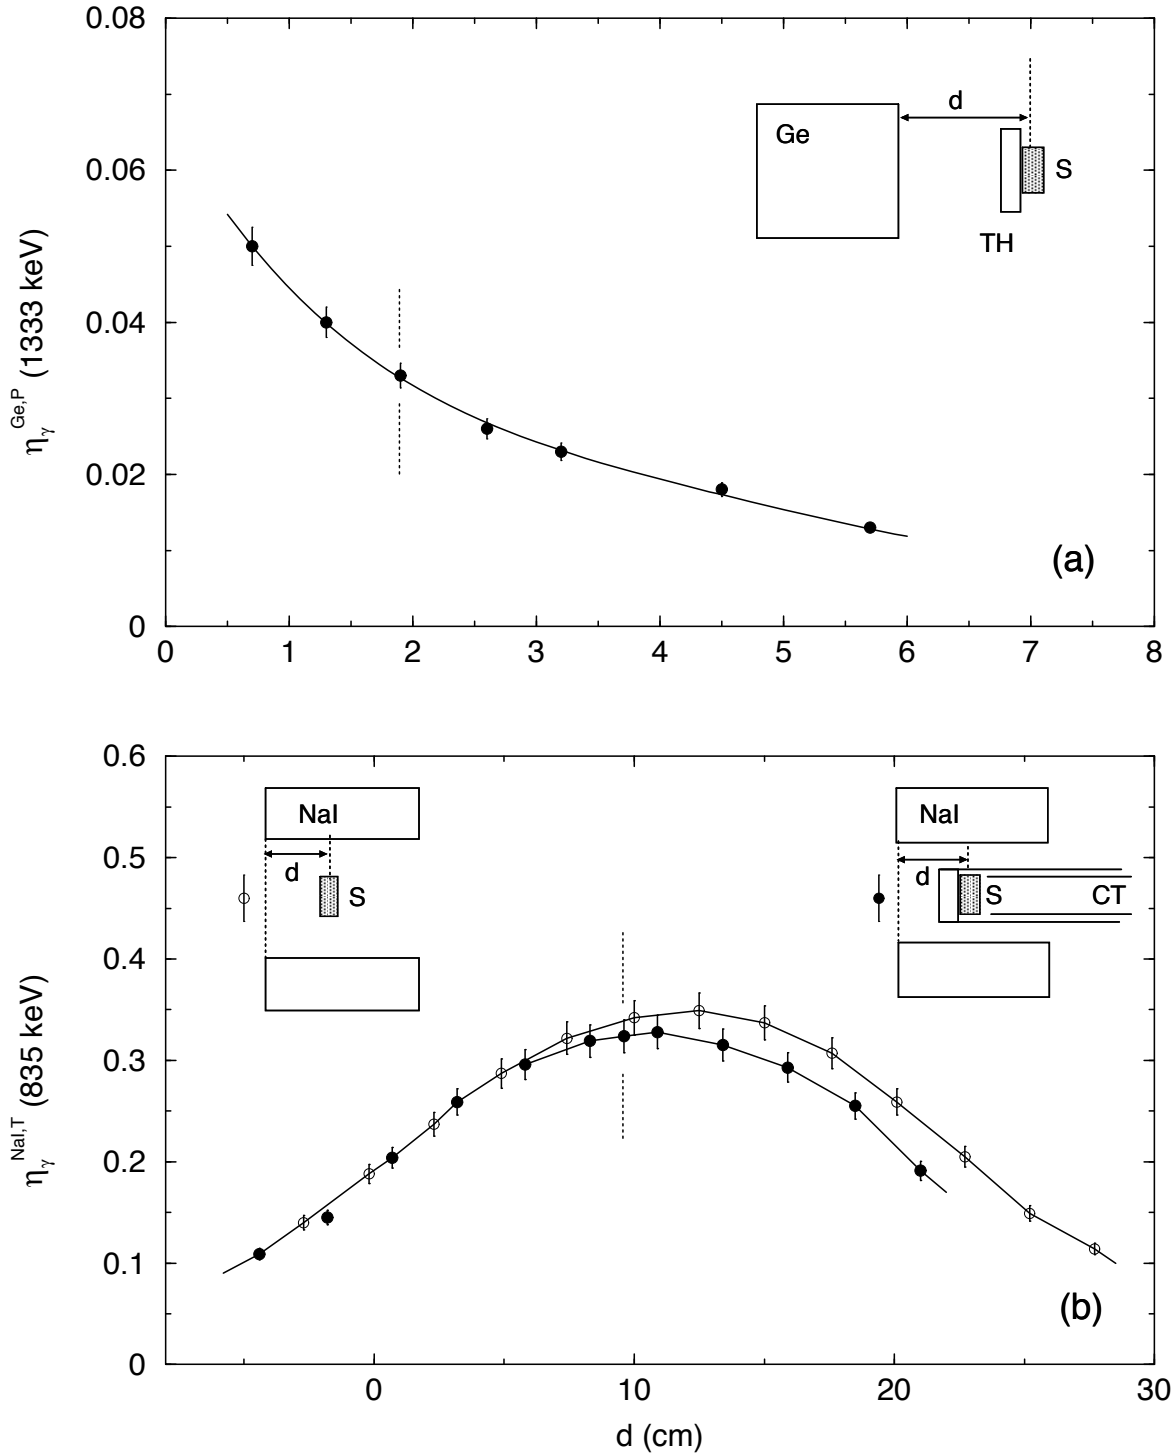 0.08
0.06
0.04
0.02
0
ηγ^Ge,P (1333 keV)
Ge
d
S
TH
(a)
0 1 2 3 4 5 6 7 8
0.6
0.5
0.4
0.3
0.2
0.1
0
ηγ^NaI,T (835 keV)
NaI
d
S
NaI
d
S
CT
(b)
0 10 20 30
d (cm)